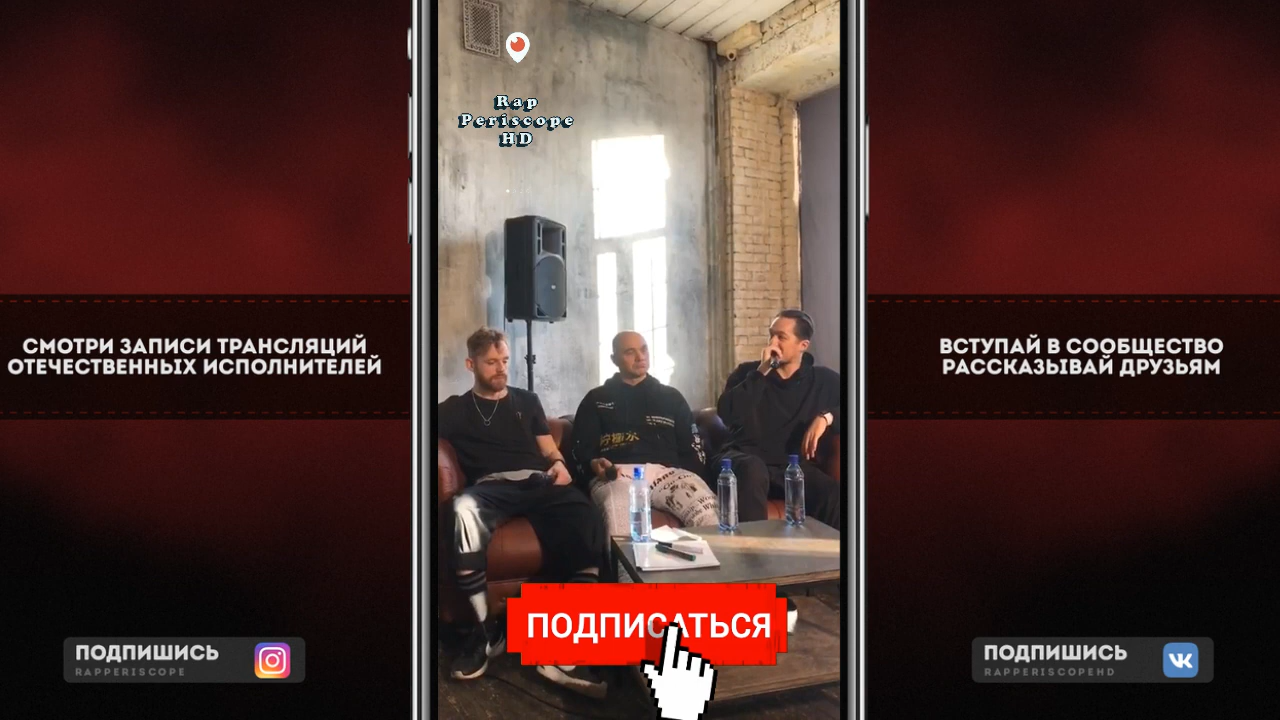 Rap
Periscope
HD
СМОТРИ ЗАПИСИ ТРАНСЛЯЦИЙ
ОТЕЧЕСТВЕННЫХ ИСПОЛНИТЕЛЕЙ
ВСТУПАЙ В СООБЩЕСТВО
РАССКАЗЫВАЙ ДРУЗЬЯМ
ПОДПИСАТЬСЯ
ПОДПИШИСЬ
RAPPERISCOPE
ПОДПИШИСЬ
RAPPERISCOPEHD